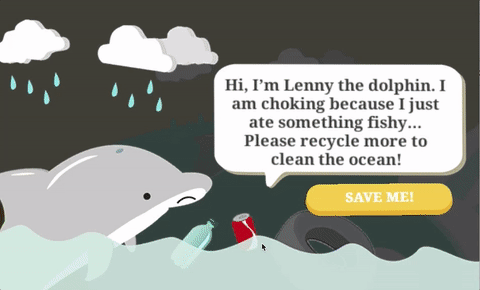 Hi, I'm Lenny the dolphin. I
am choking because I just
ate something fishy...
Please recycle more to
clean the ocean!
SAVE ME!